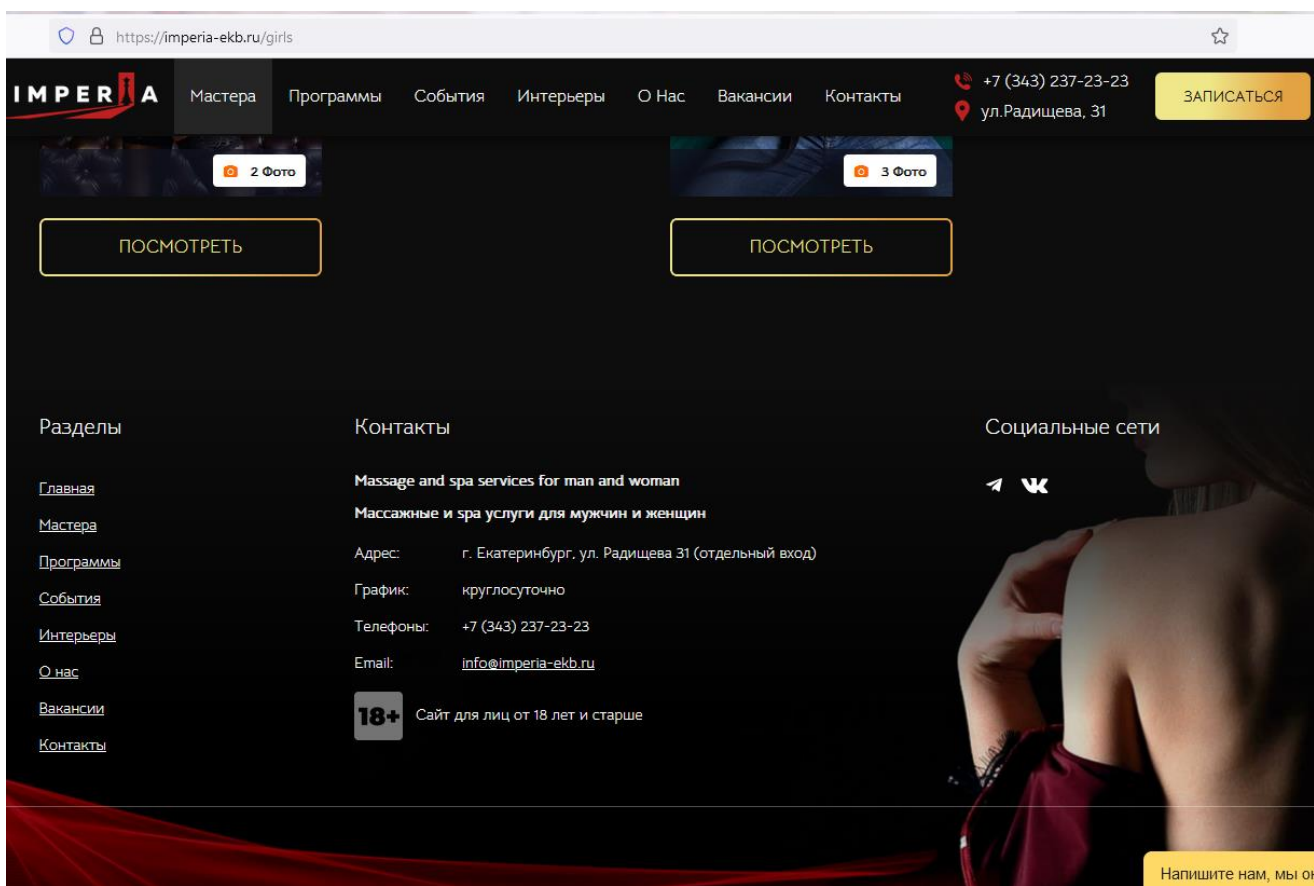 https://imperia-ekb.ru/girls
IMPERIA
Мастера
Программы
События
Интерьеры
О Нас
Вакансии
Контакты
+7 (343) 237-23-23
ул.Радищева, 31
ЗАПИСАТЬСЯ
2 Фото
3 Фото
ПОСМОТРЕТЬ
ПОСМОТРЕТЬ
Разделы
Главная
Мастера
Программы
События
Интерьеры
О нас
Вакансии
Контакты
Контакты
Massage and spa services for man and woman
Массажные и spa услуги для мужчин и женщин
Адрес: г. Екатеринбург, ул. Радищева 31 (отдельный вход)
График: круглосуточно
Телефоны: +7 (343) 237-23-23
Email: info@imperia-ekb.ru
18+ Сайт для лиц от 18 лет и старше
Социальные сети
Напишите нам, мы